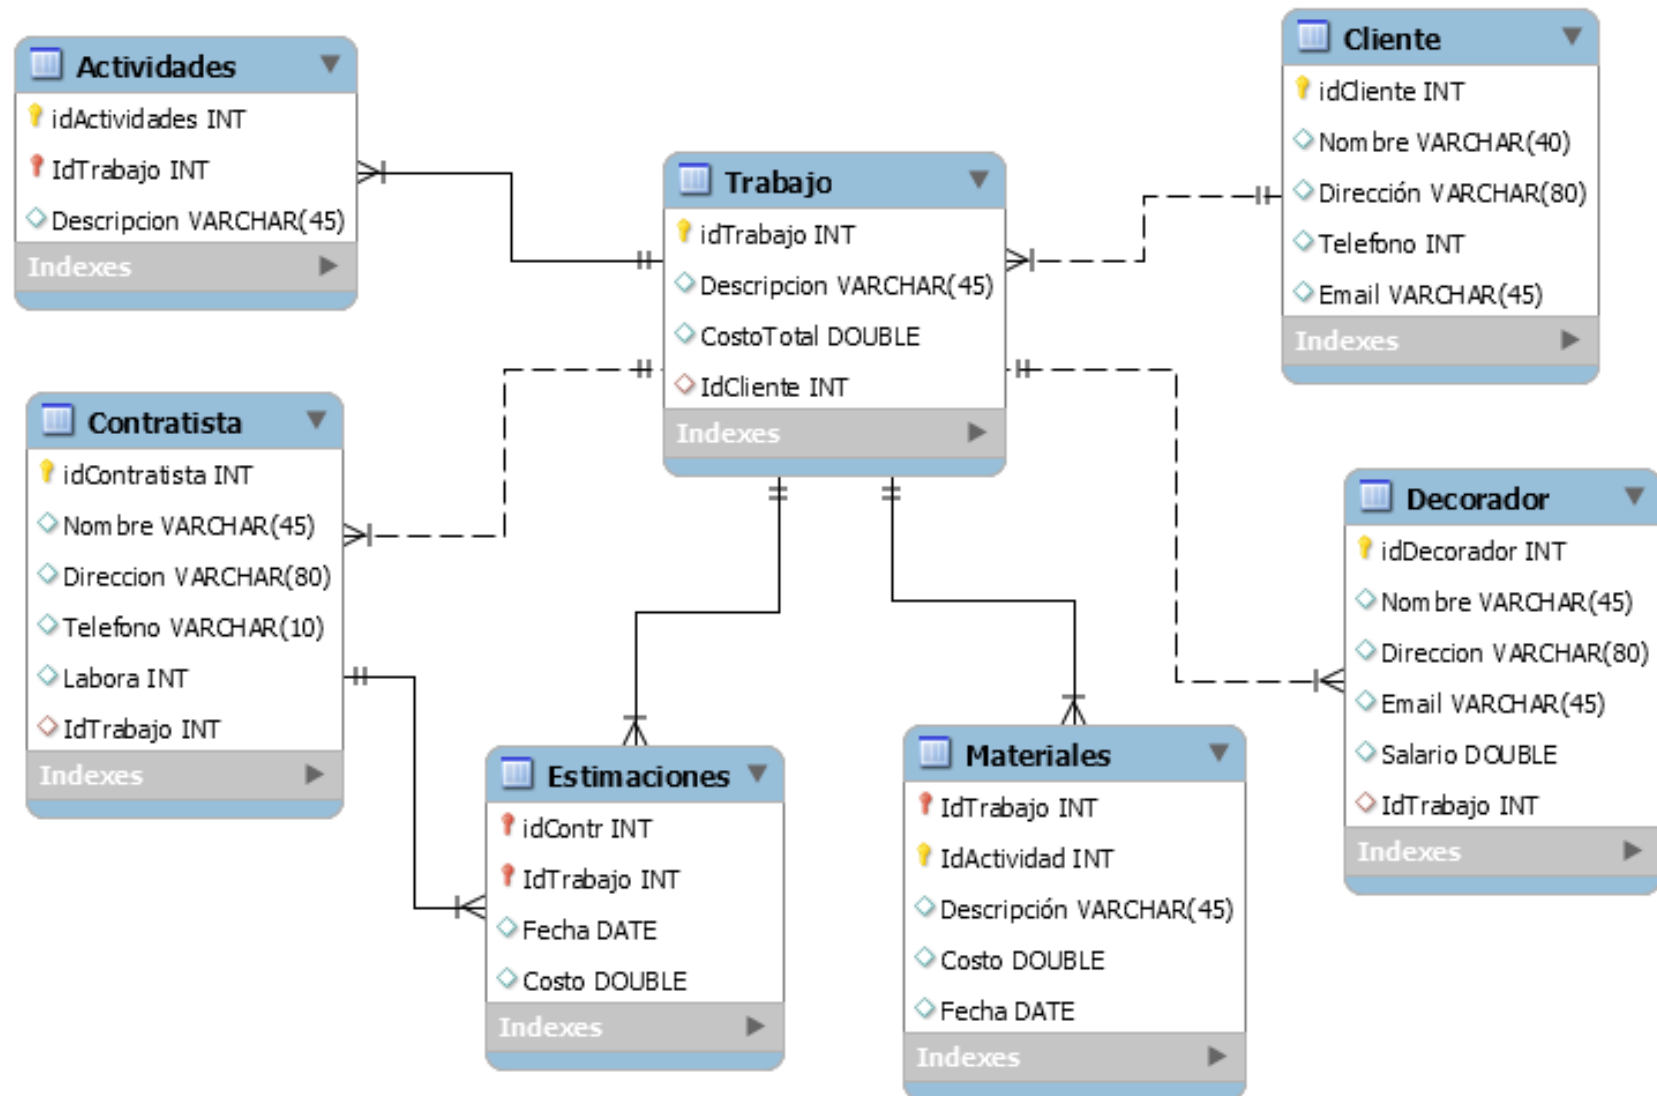 Actividades
idActividades INT
IdTrabajo INT
Descripcion VARCHAR(45)
Indexes
Trabajo
idTrabajo INT
Descripcion VARCHAR(45)
CostoTotal DOUBLE
IdCliente INT
Indexes
Cliente
idCliente INT
Nombre VARCHAR(40)
Dirección VARCHAR(80)
Telefono INT
Email VARCHAR(45)
Indexes
Contratista
idContratista INT
Nombre VARCHAR(45)
Direccion VARCHAR(80)
Telefono VARCHAR(10)
Labora INT
IdTrabajo INT
Indexes
Estimaciones
idContr INT
IdTrabajo INT
Fecha DATE
Costo DOUBLE
Indexes
Materiales
IdTrabajo INT
IdActividad INT
Descripción VARCHAR(45)
Costo DOUBLE
Fecha DATE
Indexes
Decorador
idDecorador INT
Nombre VARCHAR(45)
Direccion VARCHAR(80)
Email VARCHAR(45)
Salario DOUBLE
IdTrabajo INT
Indexes